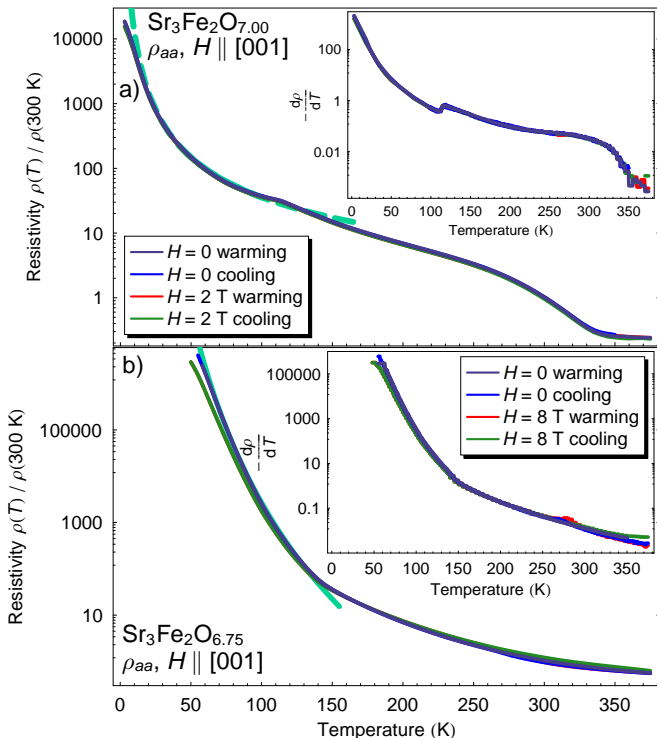 Sr3Fe2O7.00
ρaa, H || [001]
a)
Resistivity ρ(T) / ρ(300 K)
10000
1000
100
10
1
H = 0 warming
H = 0 cooling
H = 2 T warming
H = 2 T cooling
− dρ/dT
100
1
0.01
0 50 100 150 200 250 300 350
Temperature (K)
b)
Resistivity ρ(T) / ρ(300 K)
100000
1000
10
Sr3Fe2O6.75
ρaa, H || [001]
− dρ/dT
100000
1000
10
0.1
H = 0 warming
H = 0 cooling
H = 8 T warming
H = 8 T cooling
0 50 100 150 200 250 300 350
Temperature (K)
0 50 100 150 200 250 300 350
Temperature (K)